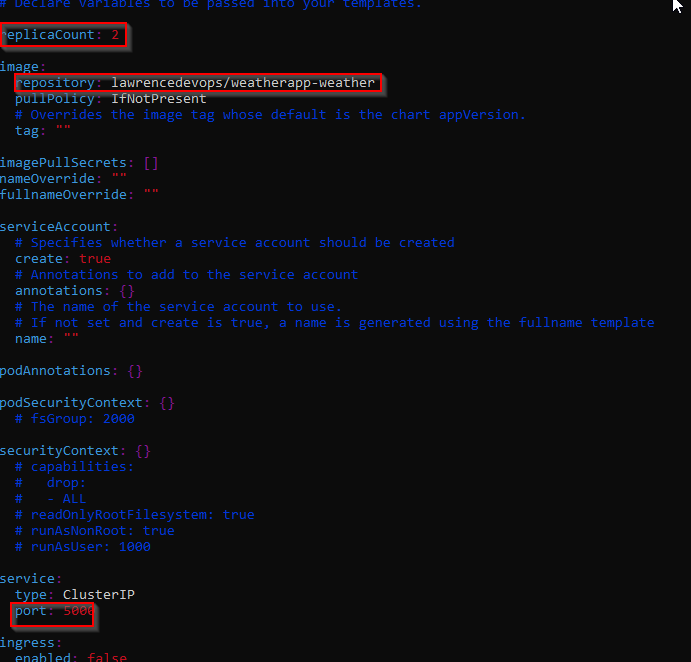 # Declare variables to be passed into your templates.
replicaCount: 2
image:
repository: lawrencedevops/weatherapp-weather
pullPolicy: IfNotPresent
# Overrides the image tag whose default is the chart appVersion.
tag: ""
imagePullSecrets: []
nameOverride: ""
fullnameOverride: ""
serviceAccount:
# Specifies whether a service account should be created
create: true
# Annotations to add to the service account
annotations: {}
# The name of the service account to use.
# If not set and create is true, a name is generated using the fullname template
name: ""
podAnnotations: {}
podSecurityContext: {}
# fsGroup: 2000
securityContext: {}
# capabilities:
#   drop:
#   - ALL
# readOnlyRootFilesystem: true
# runAsNonRoot: true
# runAsUser: 1000
service:
type: ClusterIP
port: 5000
ingress:
enabled: false